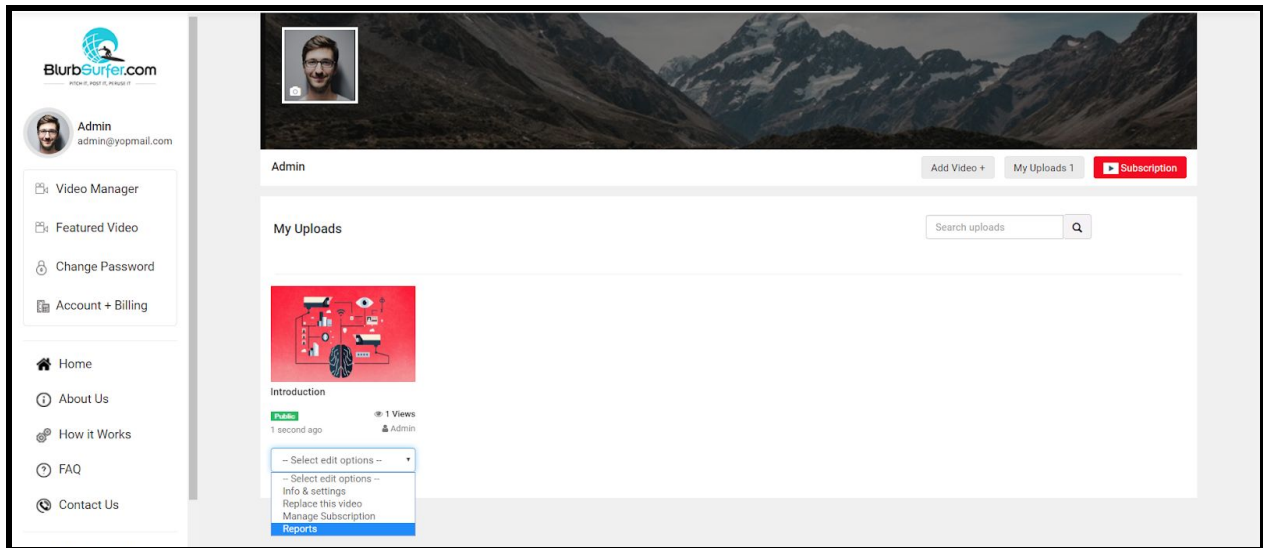 BlurbSurfer.com
PITCH IT, POST IT, PERUSE IT
Admin
admin@yopmail.com
Video Manager
Featured Video
Change Password
Account + Billing
Home
About Us
How it Works
FAQ
Contact Us
Admin
Add Video +
My Uploads 1
Subscription
My Uploads
Search uploads
Introduction
Public
1 Views
1 second ago
Admin
-- Select edit options --
-- Select edit options --
Info & settings
Replace this video
Manage Subscription
Reports